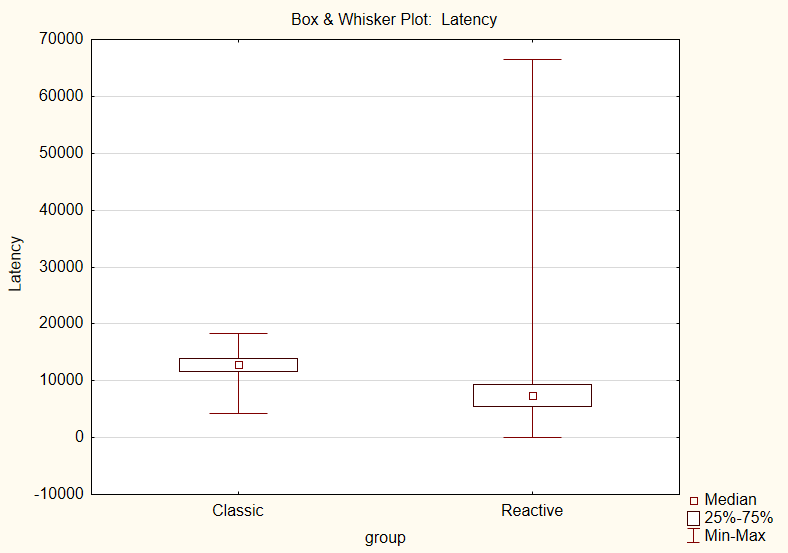 Box & Whisker Plot: Latency
70000
60000
50000
40000
30000
20000
10000
0
-10000
Latency
Classic
Reactive
group
Median
25%-75%
Min-Max